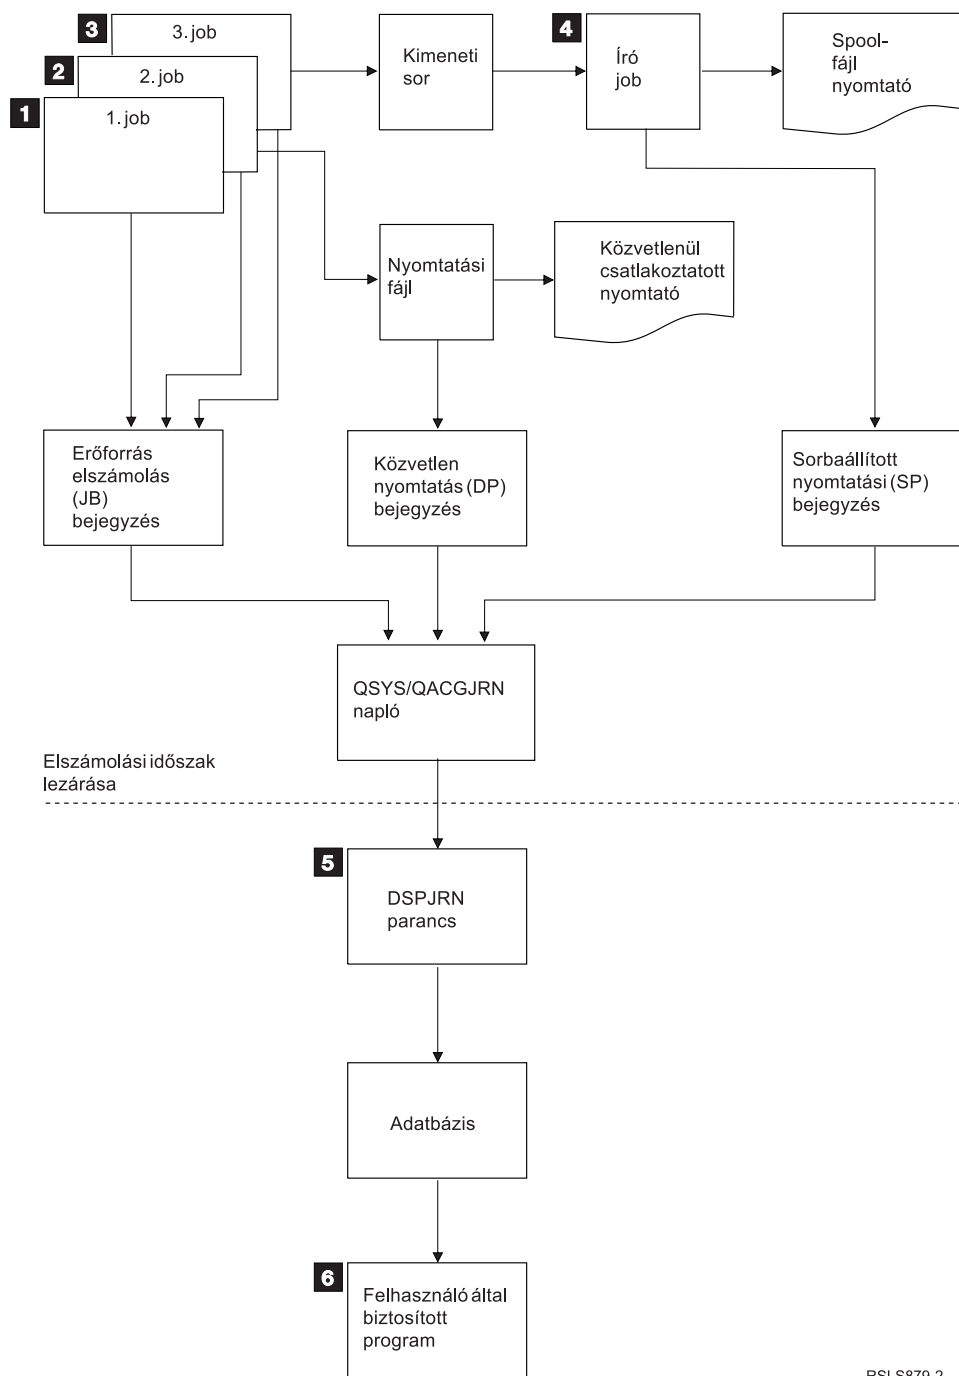 3
3. job
2
2. job
1
1. job
Kimeneti
sor
4
Író
job
Spool-
fájl
nyomtató
Nyomtatási
fájl
Közvetlenül
csatlakoztatott
nyomtató
Erőforrás
elszámolás
(JB)
bejegyzés
Közvetlen
nyomtatás (DP)
bejegyzés
Sorbaállított
nyomtatási (SP)
bejegyzés
QSYS/QACGJRN
napló
Elszámolási időszak
lezárása
5
DSPJRN
parancs
Adatbázis
6
Felhasználó által
biztosított
program
RSLS879-2